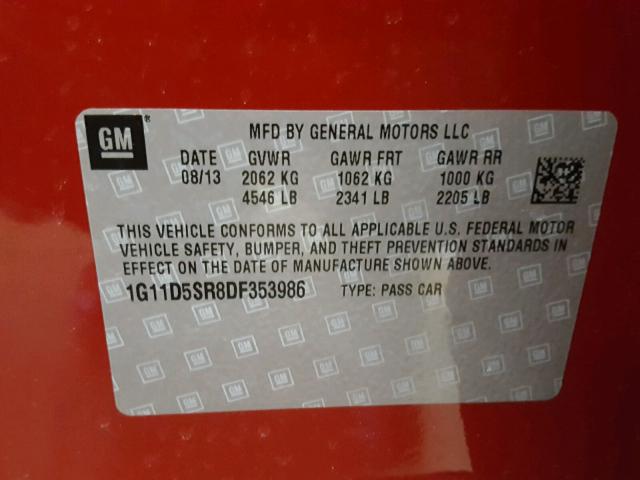 GM ® MFD BY GENERAL MOTORS LLC
DATE GVWR GAWR FRT GAWR RR
08/13 2062 KG 1062 KG 1000 KG
4546 LB 2341 LB 2205 LB
THIS VEHICLE CONFORMS TO ALL APPLICABLE U.S. FEDERAL MOTOR
VEHICLE SAFETY, BUMPER, AND THEFT PREVENTION STANDARDS IN
EFFECT ON THE DATE OF MANUFACTURE SHOWN ABOVE.
1G11D5SR8DF353986 TYPE: PASS CAR